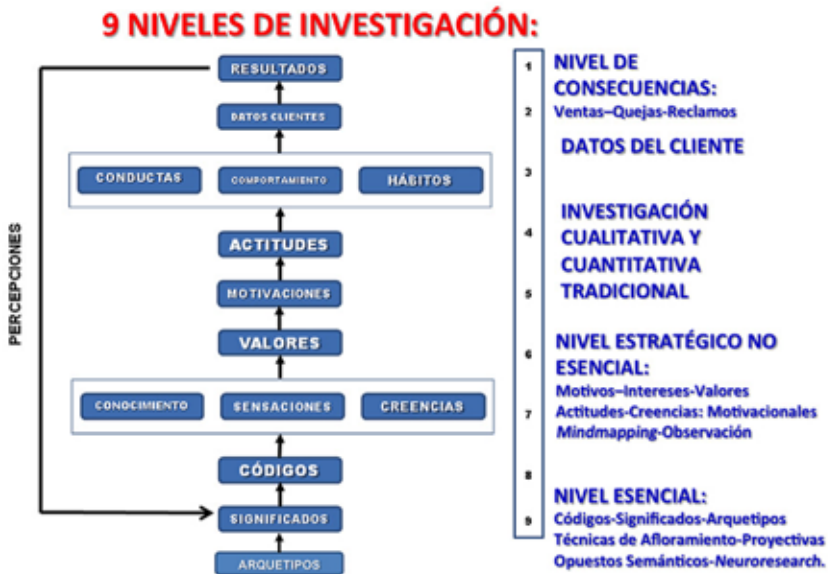 9 NIVELES DE INVESTIGACIÓN:
PERCEPCIONES
RESULTADOS
DATOS CLIENTES
CONDUCTAS
COMPORTAMIENTO
HÁBITOS
ACTITUDES
MOTIVACIONES
VALORES
CONOCIMIENTO
SENSACIONES
CREENCIAS
CÓDIGOS
SIGNIFICADOS
ARQUETIPOS
1
2
3
4
5
6
7
8
9
NIVEL DE
CONSECUENCIAS:
Ventas–Quejas-Reclamos
DATOS DEL CLIENTE
INVESTIGACIÓN
CUALITATIVA Y
CUANTITATIVA
TRADICIONAL
NIVEL ESTRATÉGICO NO
ESENCIAL:
Motivos–Intereses-Valores
Actitudes-Creencias: Motivacionales
Mindmapping-Observación
NIVEL ESENCIAL:
Códigos-Significados-Arquetipos
Técnicas de Afloramiento-Proyectivas
Opuestos Semánticos-Neuroresearch.